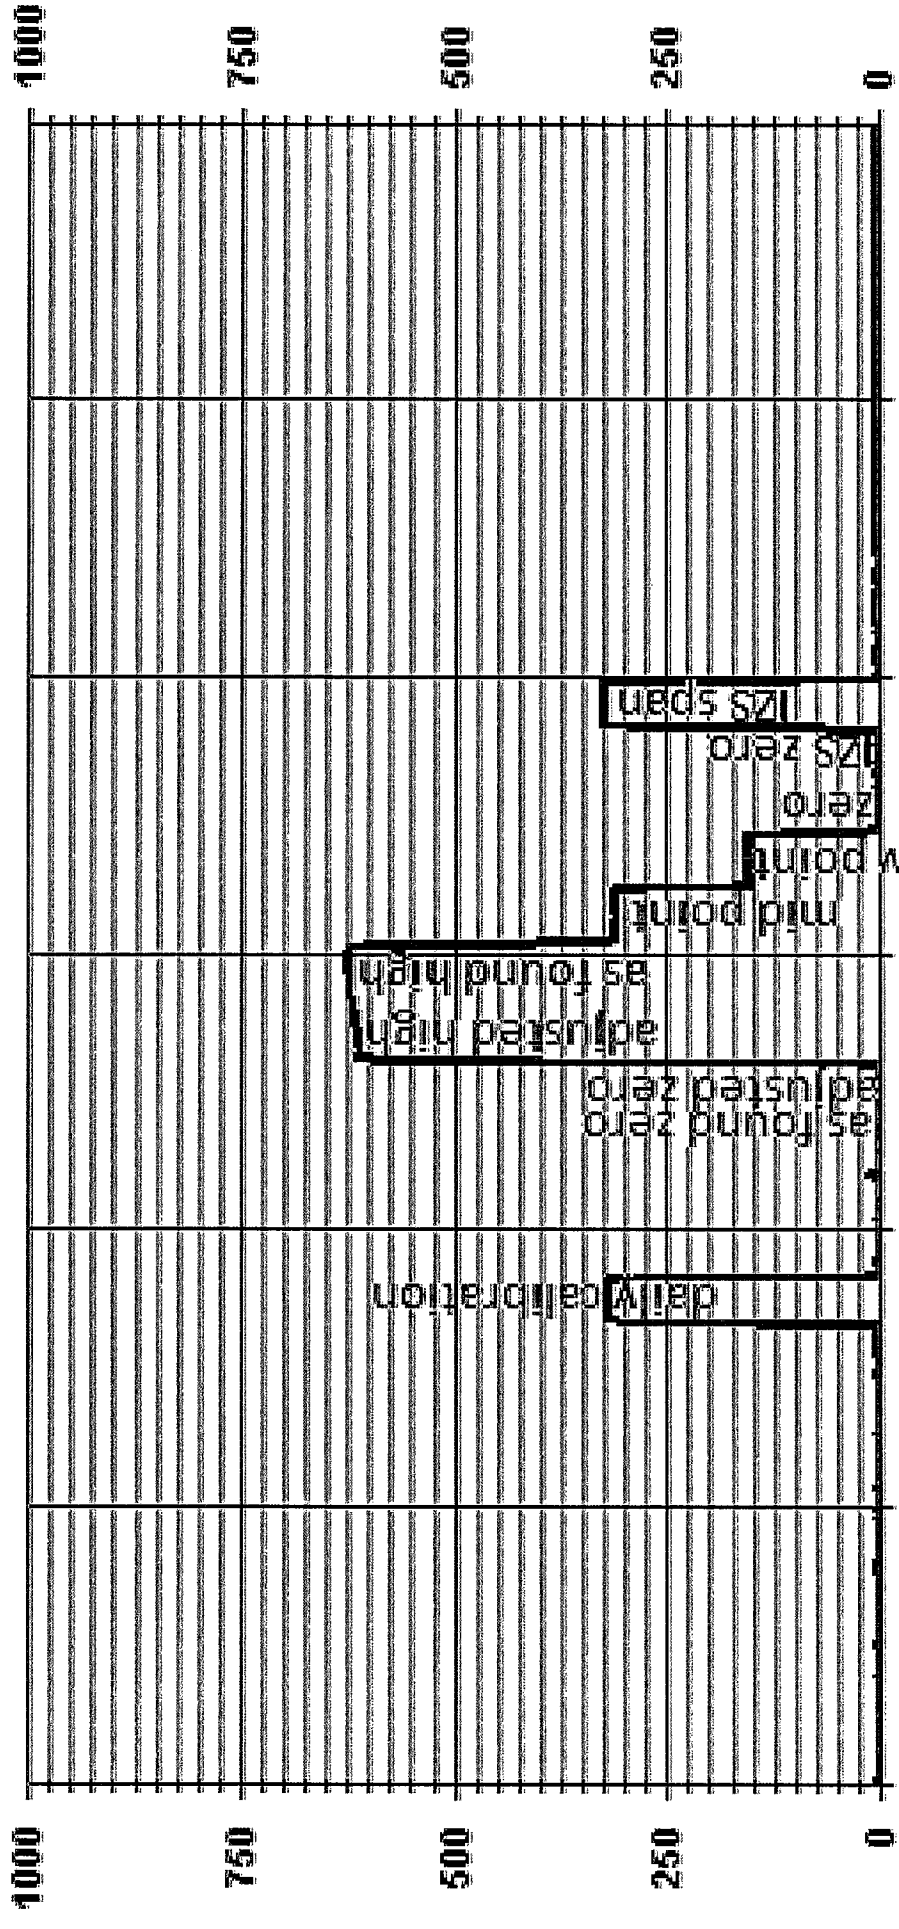 1000
750
500
250
0
IZS span
IZS zero
zero
w point
mid point
as found high
adjusted high
adjusted zero
as found zero
daily calibration
1000
750
500
250
0